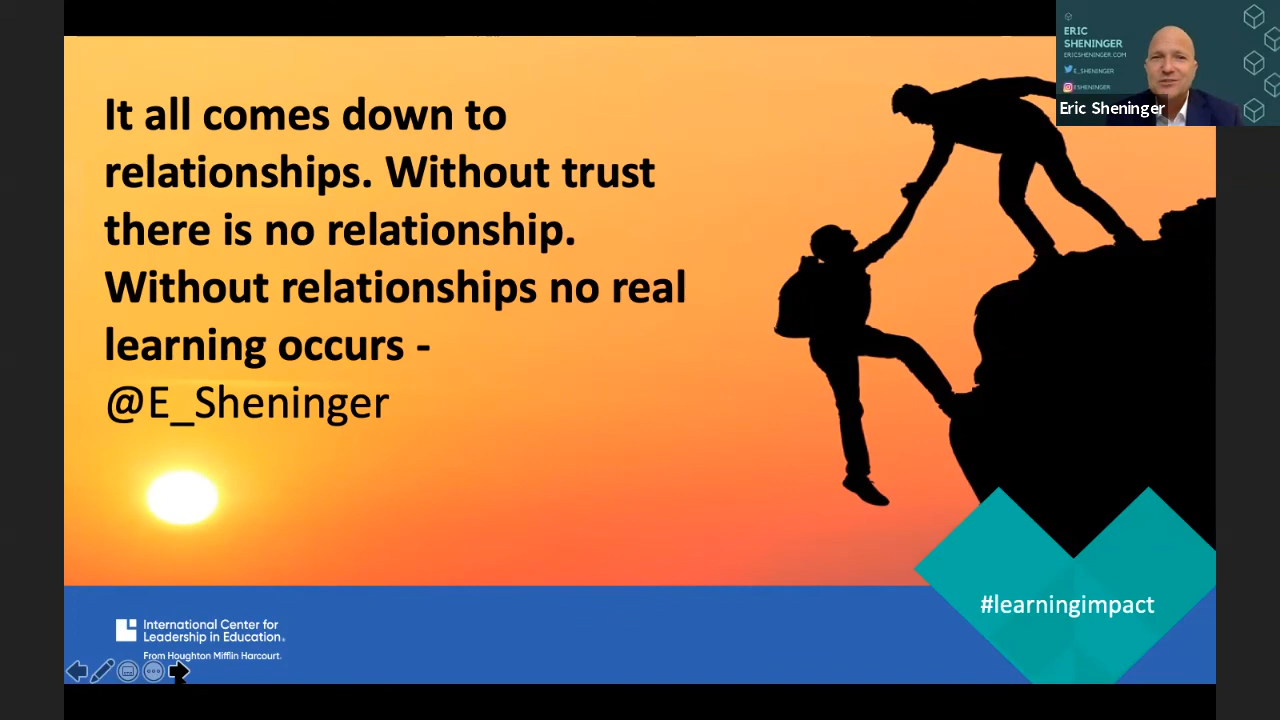 It all comes down to
relationships. Without trust
there is no relationship.
Without relationships no real
learning occurs -
@E_Sheninger
ERIC
SHENINGER
ERICSHENINGER.COM
E_SHENINGER
ESHENINGER
Eric Sheninger
#learningimpact
International Center for
Leadership in Education.
From Houghton Mifflin Harcourt.